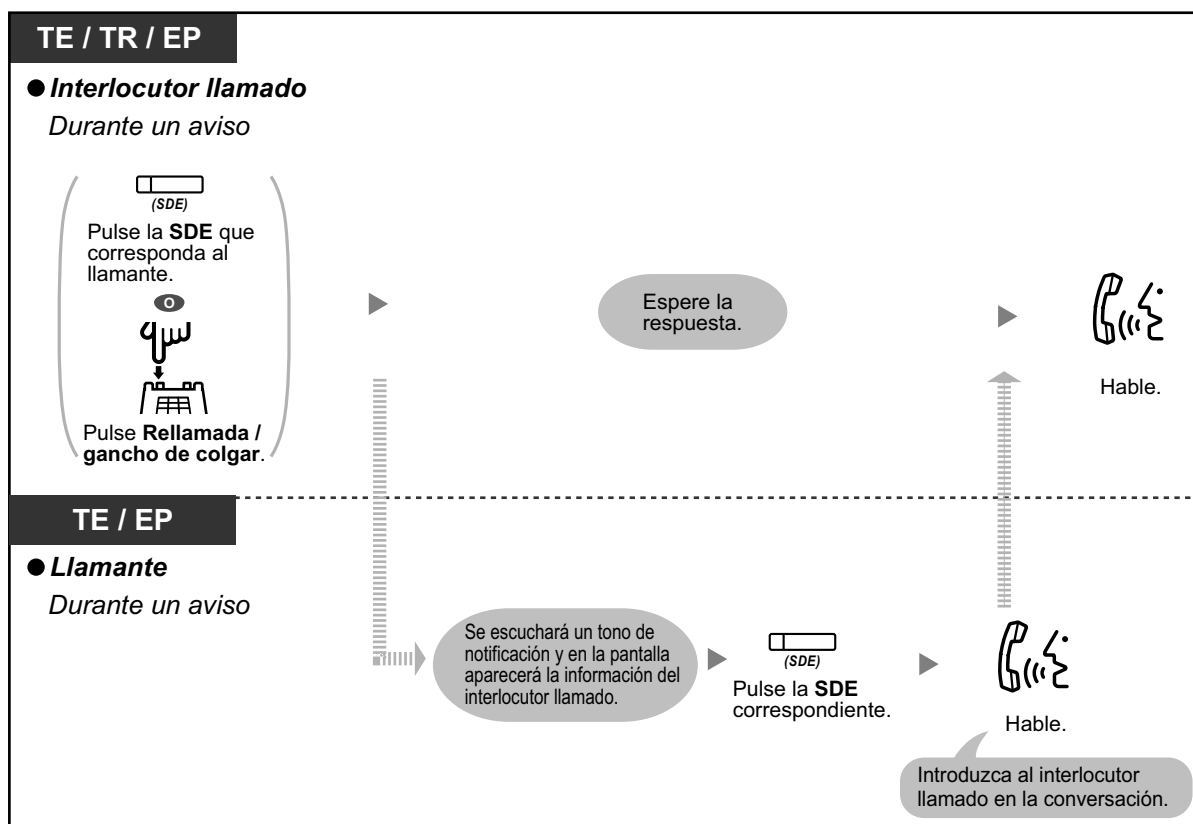 TE / TR / EP
● Interlocutor llamado
Durante un aviso
(SDE)
Pulse la SDE que
corresponda al
llamante.
O
Pulse Rellamada /
gancho de colgar.
Espere la
respuesta.
Hable.
TE / EP
● Llamante
Durante un aviso
Se escuchará un tono de
notificación y en la pantalla
aparecerá la información del
interlocutor llamado.
(SDE)
Pulse la SDE
correspondiente.
Hable.
Introduzca al interlocutor
llamado en la conversación.